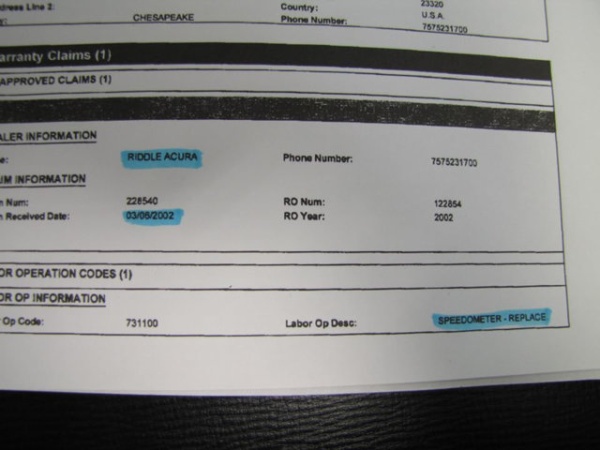 dress Line 2:
Country:
23320
U.S.A.
CHESAPEAKE
Phone Number:
7575231700
arranty Claims (1)
APPROVED CLAIMS (1)
ALER INFORMATION
e: RIDDLE ACURA Phone Number: 7575231700
IM INFORMATION
n Num: 228540 RO Num: 122854
n Received Date: 03/06/2002 RO Year: 2002
OR OPERATION CODES (1)
OR OP INFORMATION
Op Code: 731100 Labor Op Desc: SPEEDOMETER - REPLACE